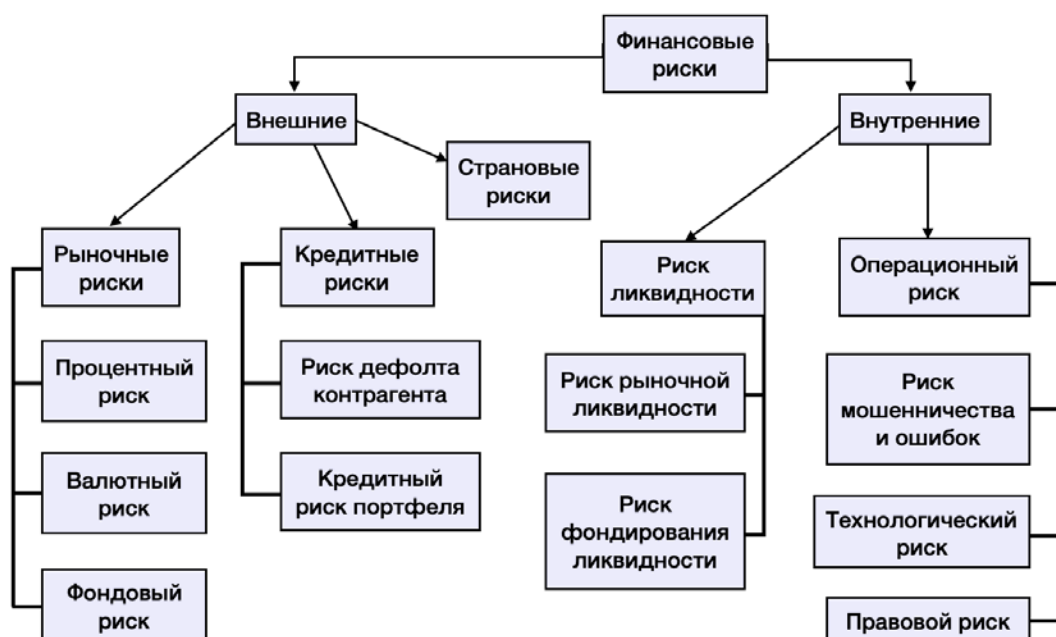 Финансовые
риски
Внешние
Внутренние
Страновые
риски
Рыночные
риски
Кредитные
риски
Риск
ликвидности
Операционный
риск
Процентный
риск
Риск дефолта
контрагента
Риск рыночной
ликвидности
Риск
мошенничества
и ошибок
Валютный
риск
Кредитный
риск портфеля
Риск
фондирования
ликвидности
Технологический
риск
Фондовый
риск
Правовой риск